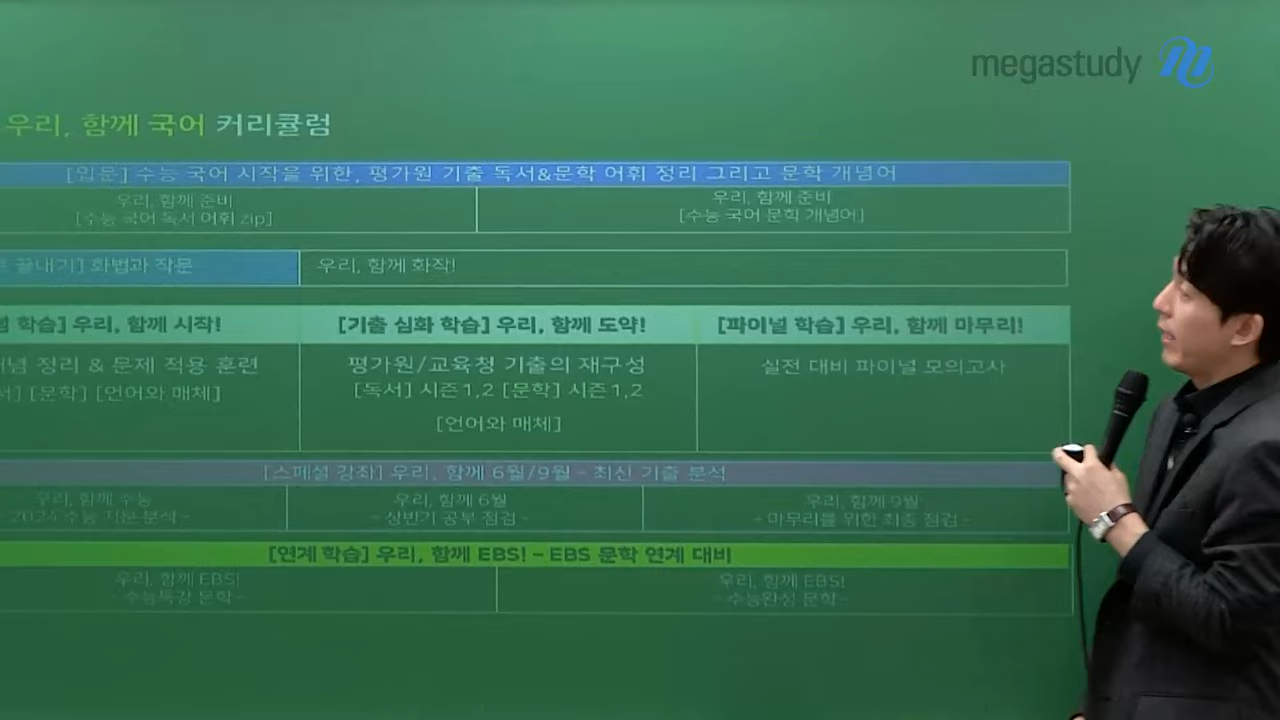 megastudy
우리, 함께 국어 커리큘럼
[입문] 수능 국어 시작을 위한, 평가원 기출 독서&문학 어휘 정리 그리고 문학 개념어
우리, 함께 준비
[수능 국어 독서 어휘 zip]
우리, 함께 준비
[수능 국어 문학 개념어]
끝내기] 화법과 작문
우리, 함께 화작!
학습] 우리, 함께 시작!
[기출 심화 학습] 우리, 함께 도약!
[파이널 학습] 우리, 함께 마무리!
정리 & 문제 적용 훈련
[문학] [언어와 매체]
평가원/교육청 기출의 재구성
[독서] 시즌1,2 [문학] 시즌1,2
[언어와 매체]
실전 대비 파이널 모의고사
[스페셜 강좌] 우리, 함께 6월/9월 - 최신 기출 분석
우리, 함께 수능
2024 수능 지문 분석 -
우리, 함께 6월
- 상반기 공부 점검 -
우리, 함께 9월
- 마무리를 위한 최종 점검 -
[연계 학습] 우리, 함께 EBS! - EBS 문학 연계 대비
우리, 함께 EBS!
- 수능특강 문학 -
우리, 함께 EBS!
- 수능완성 문학 -